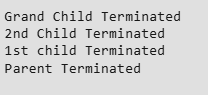 Grand Child Terminated
2nd Child Terminated
1st child Terminated
Parent Terminated